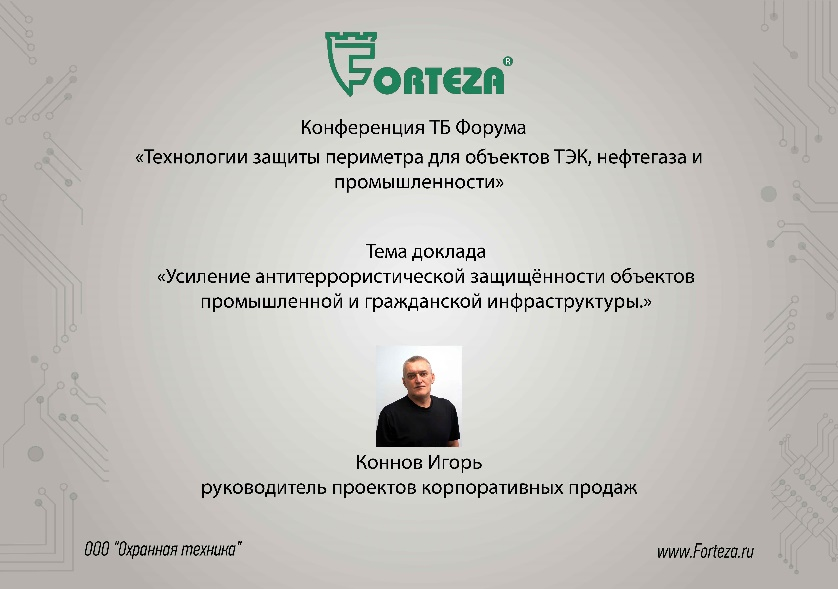 FORTEZA®
Конференция ТБ Форума
«Технологии защиты периметра для объектов ТЭК, нефтегаза и
промышленности»
Тема доклада
«Усиление антитеррористической защищённости объектов
промышленной и гражданской инфраструктуры.»
Коннов Игорь
руководитель проектов корпоративных продаж
ООО "Охранная техника"
www.Forteza.ru